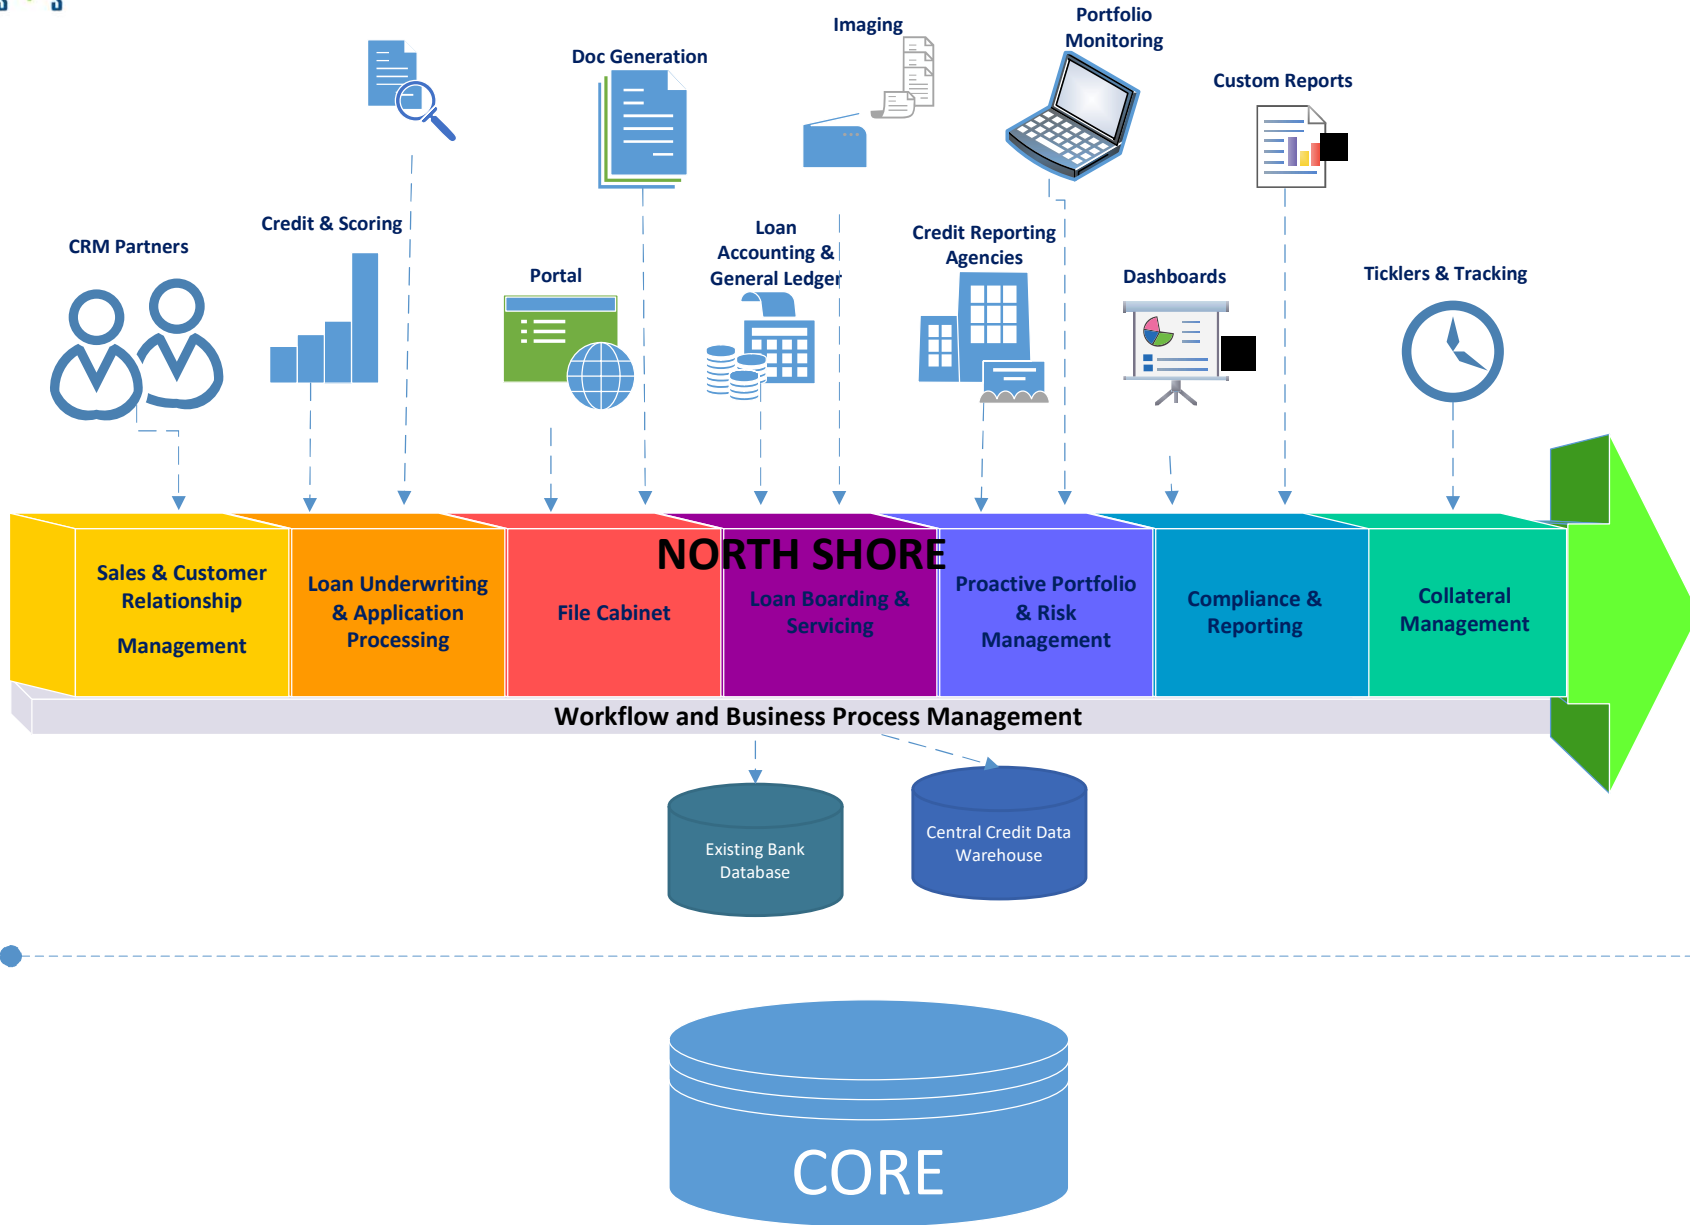 S S
Imaging
Portfolio
Monitoring
Doc Generation
Custom Reports
CRM Partners
Credit & Scoring
Portal
Loan
Accounting &
General Ledger
Credit Reporting
Agencies
Dashboards
Ticklers & Tracking
NORTH SHORE
Sales & Customer
Relationship
Management
Loan Underwriting
& Application
Processing
File Cabinet
Loan Boarding &
Servicing
Proactive Portfolio
& Risk
Management
Compliance &
Reporting
Collateral
Management
Workflow and Business Process Management
Existing Bank
Database
Central Credit Data
Warehouse
CORE